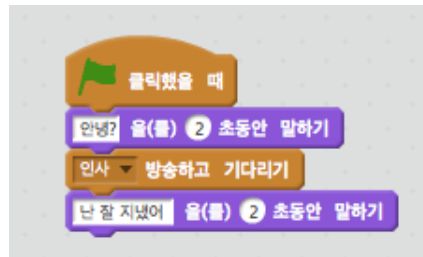 클릭했을 때
안녕? 을(를) 2 초동안 말하기
인사 방송하고 기다리기
난 잘 지냈어 을(를) 2 초동안 말하기